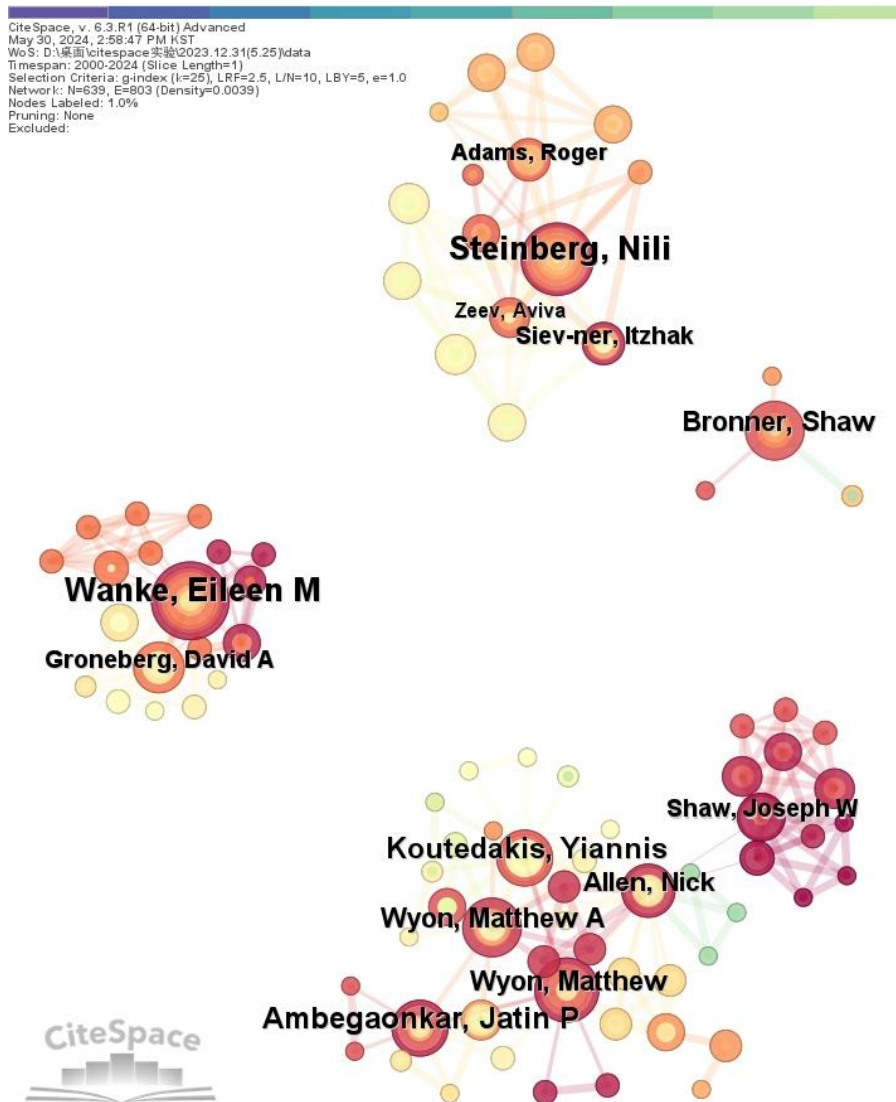 CiteSpace, v. 6.3.R1 (64-bit) Advanced
May 30, 2024, 2:58:47 PM KST
WoS: D:\桌面\citespace实验\2023.12.31(5.25)\data
Timespan: 2000-2024 (Slice Length=1)
Selection Criteria: g-index (k=25), LRF=2.5, L/N=10, LBY=5, e=1.0
Network: N=639, E=803 (Density=0.0039)
Nodes Labeled: 1.0%
Pruning: None
Excluded:
Adams, Roger
Steinberg, Nili
Zeev, Aviva
Siev-ner, Itzhak
Bronner, Shaw
Wanke, Eileen M
Groneberg, David A
Shaw, Joseph W
Koutedakis, Yiannis
Allen, Nick
Wyon, Matthew A
Wyon, Matthew
Ambegaonkar, Jatin P
CiteSpace